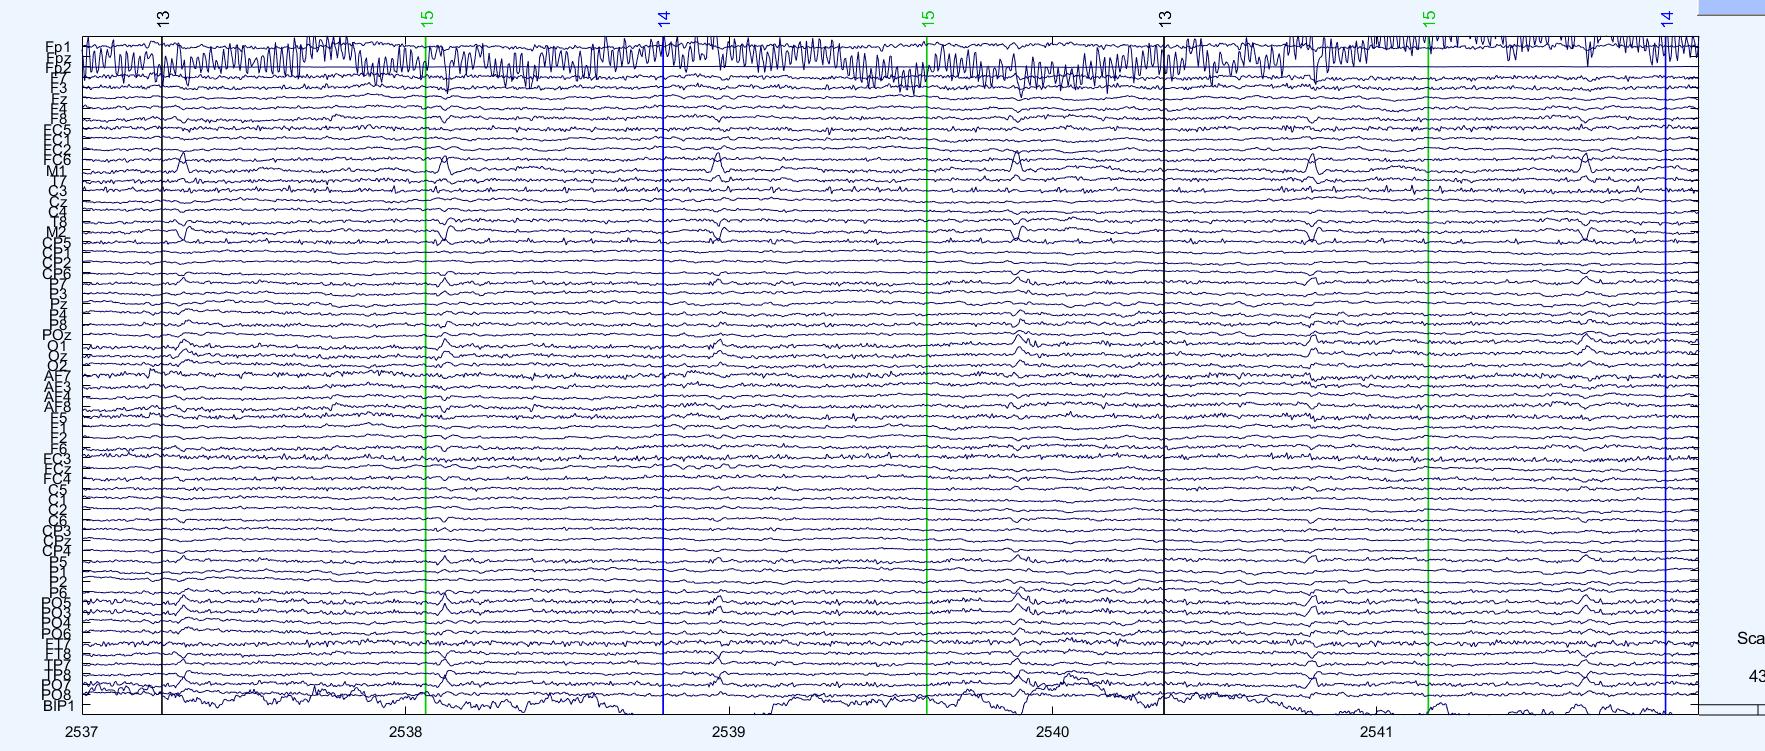 13 15 14 15 13 15 14
Fp1
Fpz
Fp2
F7
F3
Fz
F4
F8
FC5
FC1
FC2
FC6
M1
T7
C3
Cz
C4
T8
M2
CP5
CP1
CP2
CP6
P7
P3
Pz
P4
P8
POz
O1
Oz
O2
AF7
AF3
AF4
AF8
F5
F1
F2
F6
FC3
FCz
FC4
C5
C1
C2
C6
CP3
CPz
CP4
P5
P1
P2
P6
PO5
PO3
PO4
PO6
FT7
FT8
TP7
TP8
PO7
PO8
BIP1
Sca
43
2537 2538 2539 2540 2541